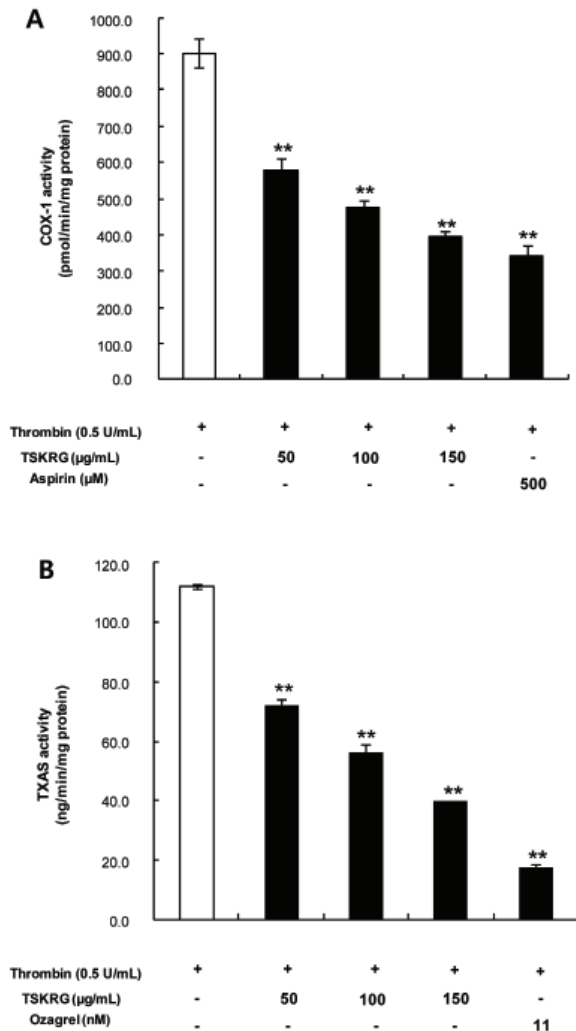 A
1000.0
900.0
800.0
700.0
600.0
500.0
400.0
300.0
200.0
100.0
0.0
COX-1 activity
(pmol/min/mg protein)
** ** ** **
Thrombin (0.5 U/mL) + + + + +
TSKRG (µg/mL) - 50 100 150 -
Aspirin (µM) - - - - 500
B
120.0
100.0
80.0
60.0
40.0
20.0
0.0
TXAS activity
(ng/min/mg protein)
** ** ** **
Thrombin (0.5 U/mL) + + + + +
TSKRG (µg/mL) - 50 100 150 -
Ozagrel (nM) - - - - 11